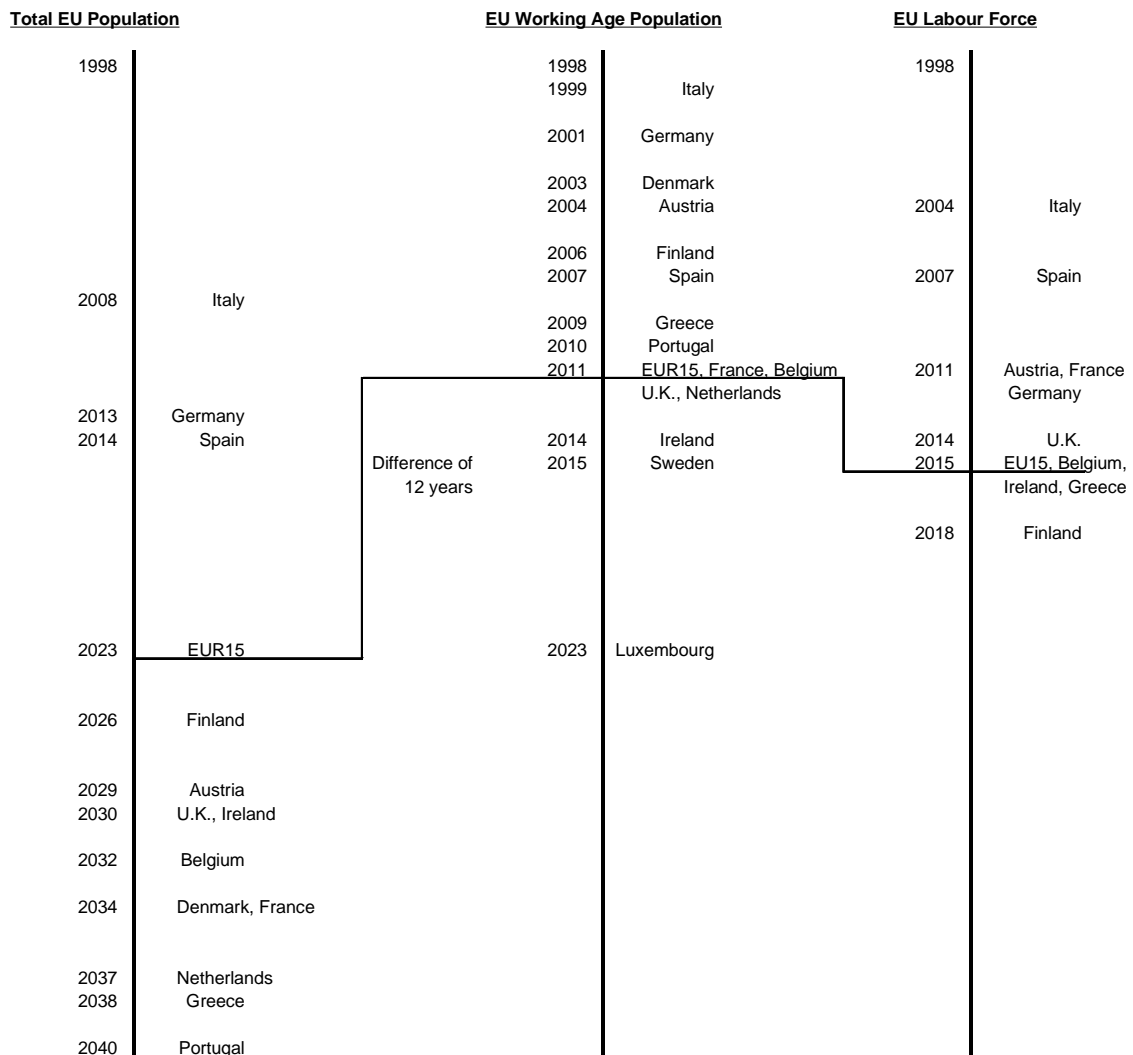 Total EU Population
EU Working Age Population
EU Labour Force
1998
1998
1998
1999 Italy
2001 Germany
2003 Denmark
2004 Austria
2004 Italy
2006 Finland
2007 Spain
2007 Spain
2008 Italy
2009 Greece
2010 Portugal
2011 EUR15, France, Belgium
U.K., Netherlands
2011 Austria, France
Germany
2013 Germany
2014 Spain
2014 Ireland
2014 U.K.
Difference of
12 years
2015 Sweden
2015 EU15, Belgium,
Ireland, Greece
2018 Finland
2023 EUR15
2023 Luxembourg
2026 Finland
2029 Austria
2030 U.K., Ireland
2032 Belgium
2034 Denmark, France
2037 Netherlands
2038 Greece
2040 Portugal